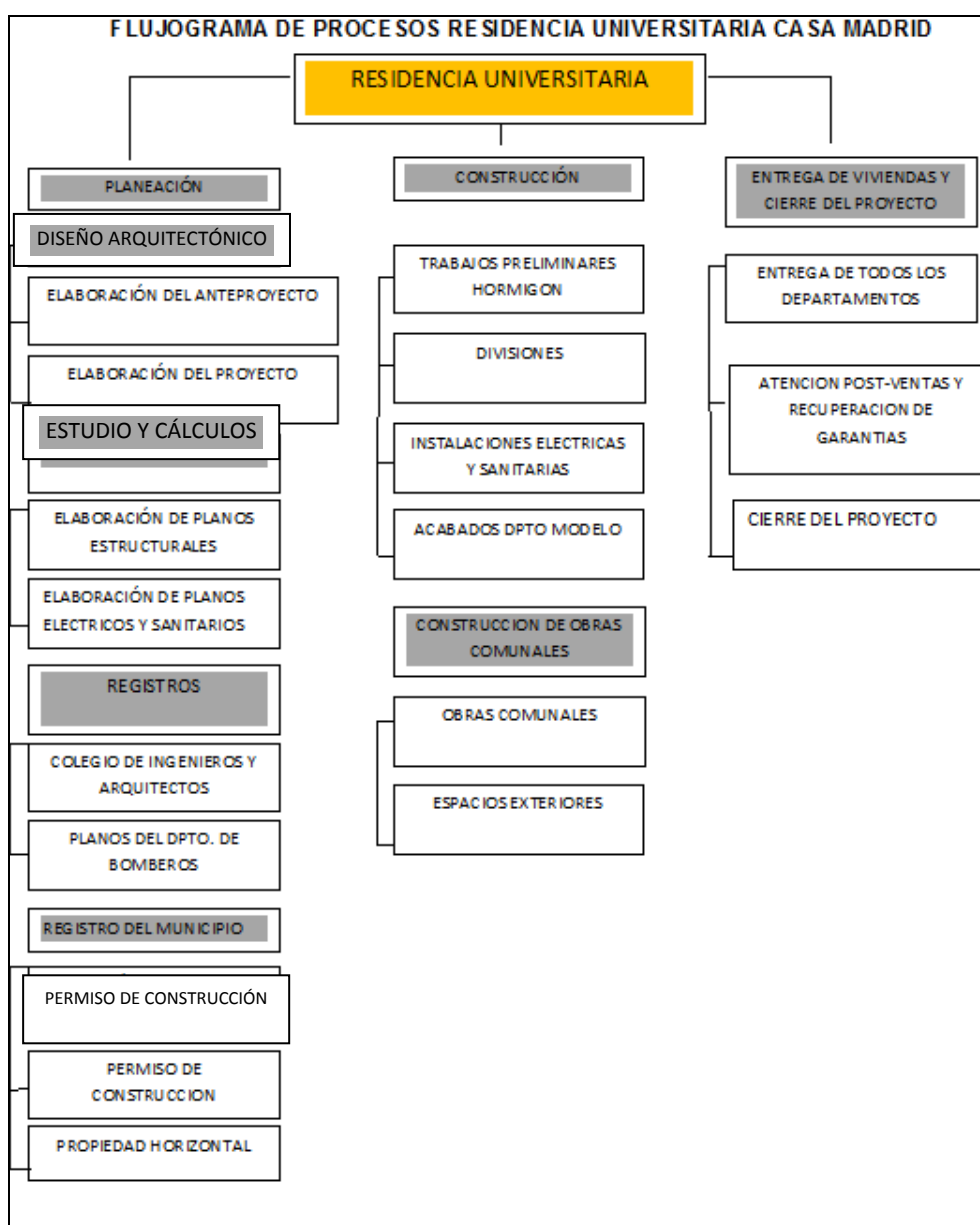 FLUJOGRAMA DE PROCESOS RESIDENCIA UNIVERSITARIA CASA MADRID
RESIDENCIA UNIVERSITARIA
PLANEACIÓN
DISEÑO ARQUITECTÓNICO
ELABORACIÓN DEL ANTEPROYECTO
ELABORACIÓN DEL PROYECTO
ESTUDIO Y CÁLCULOS
ELABORACIÓN DE PLANOS
ESTRUCTURALES
ELABORACIÓN DE PLANOS
ELECTRICOS Y SANITARIOS
REGISTROS
COLEGIO DE INGENIEROS Y
ARQUITECTOS
PLANOS DEL DPTO. DE
BOMBEROS
REGISTRO DEL MUNICIPIO
PERMISO DE CONSTRUCCIÓN
PERMISO DE
CONSTRUCCION
PROPIEDAD HORIZONTAL
CONSTRUCCIÓN
TRABAJOS PRELIMINARES
HORMIGON
DIVISIONES
INSTALACIONES ELECTRICAS
Y SANITARIAS
ACABADOS DPTO MODELO
CONSTRUCCION DE OBRAS
COMUNALES
OBRAS COMUNALES
ESPACIOS EXTERIORES
ENTREGA DE VIVIENDAS Y
CIERRE DEL PROYECTO
ENTREGA DE TODOS LOS
DEPARTAMENTOS
ATENCION POST-VENTAS Y
RECUPERACION DE
GARANTIAS
CIERRE DEL PROYECTO